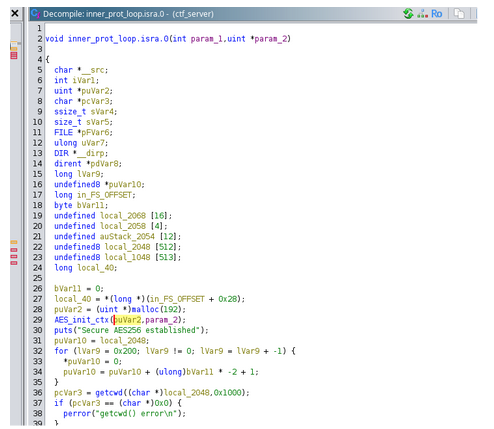 Decompile: inner_prot_loop.isra.0 - (ctf_server)
Ro
1
2 void inner_prot_loop.isra.0(int param_1,uint *param_2)
3
4 {
5 char *__src;
6 int iVar1;
7 uint *puVar2;
8 char *pcVar3;
9 ssize_t sVar4;
10 size_t sVar5;
11 FILE *pFVar6;
12 ulong uVar7;
13 DIR *__dirp;
14 dirent *pdVar8;
15 long lVar9;
16 undefined8 *puVar10;
17 long in_FS_OFFSET;
18 byte bVar11;
19 undefined local_2068 [16];
20 undefined local_2058 [4];
21 undefined auStack_2054 [12];
22 undefined8 local_2048 [512];
23 undefined8 local_1048 [513];
24 long local_40;
25
26 bVar11 = 0;
27 local_40 = *(long *)(in_FS_OFFSET + 0x28);
28 puVar2 = (uint *)malloc(192);
29 AES_init_ctx(puVar2,param_2);
30 puts("Secure AES256 established");
31 puVar10 = local_2048;
32 for (lVar9 = 0x200; lVar9 != 0; lVar9 = lVar9 + -1) {
33 *puVar10 = 0;
34 puVar10 = puVar10 + (ulong)bVar11 * -2 + 1;
35 }
36 pcVar3 = getcwd((char *)local_2048,0x1000);
37 if (pcVar3 == (char *)0x0) {
38 perror("getcwd() error\n");
39 }